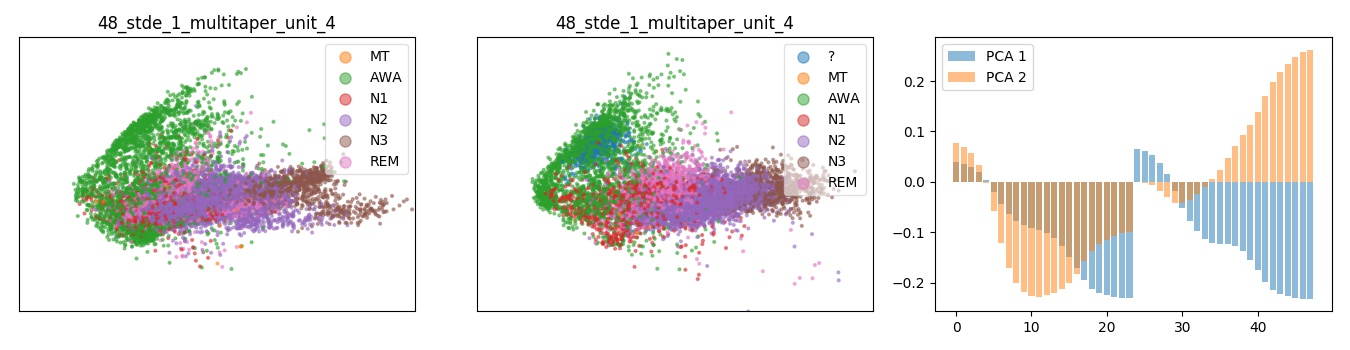 48_stde_1_multitaper_unit_4
MT
AWA
N1
N2
N3
REM
48_stde_1_multitaper_unit_4
?
MT
AWA
N1
N2
N3
REM
PCA 1
PCA 2
0.2
0.1
0.0
−0.1
−0.2
0 10 20 30 40